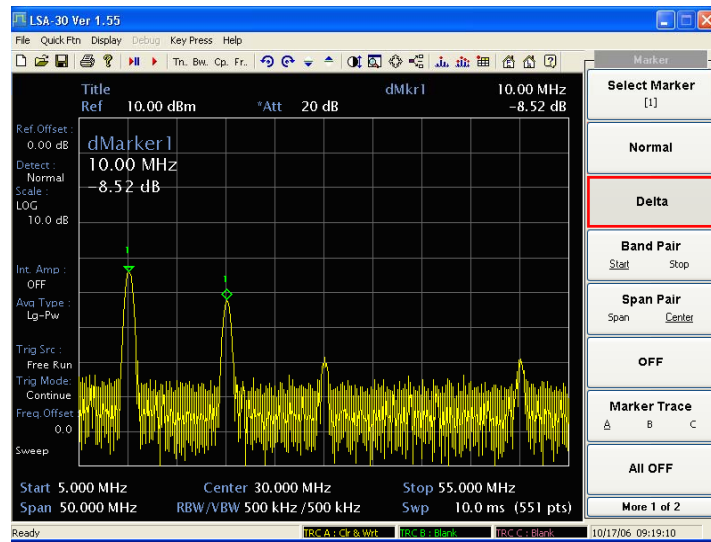 LSA-30 Ver 1.55
File Quick Ftn Display Debug Key Press Help
Th. Bw. Cp. Fr..
Marker
Title
dMkr1 10.00 MHz
Ref 10.00 dBm *Att 20 dB -8.52 dB
Ref.Offset :
0.00 dB
Detect :
Normal
Scale :
LOG
10.0 dB
Int. Amp :
OFF
Avg Type :
Lg-Pw
Trig Src :
Free Run
Trig Mode:
Continue
Freq.Offset
0.0
Sweep
dMarker1
10.00 MHz
-8.52 dB
1
1
Start 5.000 MHz Center 30.000 MHz Stop 55.000 MHz
Span 50.000 MHz RBW/VBW 500 kHz /500 kHz Swp 10.0 ms (551 pts)
Select Marker
[1]
Normal
Delta
Band Pair
Start Stop
Span Pair
Span Center
OFF
Marker Trace
A B C
All OFF
More 1 of 2
Ready TRC A : Clr & Wrt TRC B : Blank TRC C : Blank 10/17/06 09:19:10